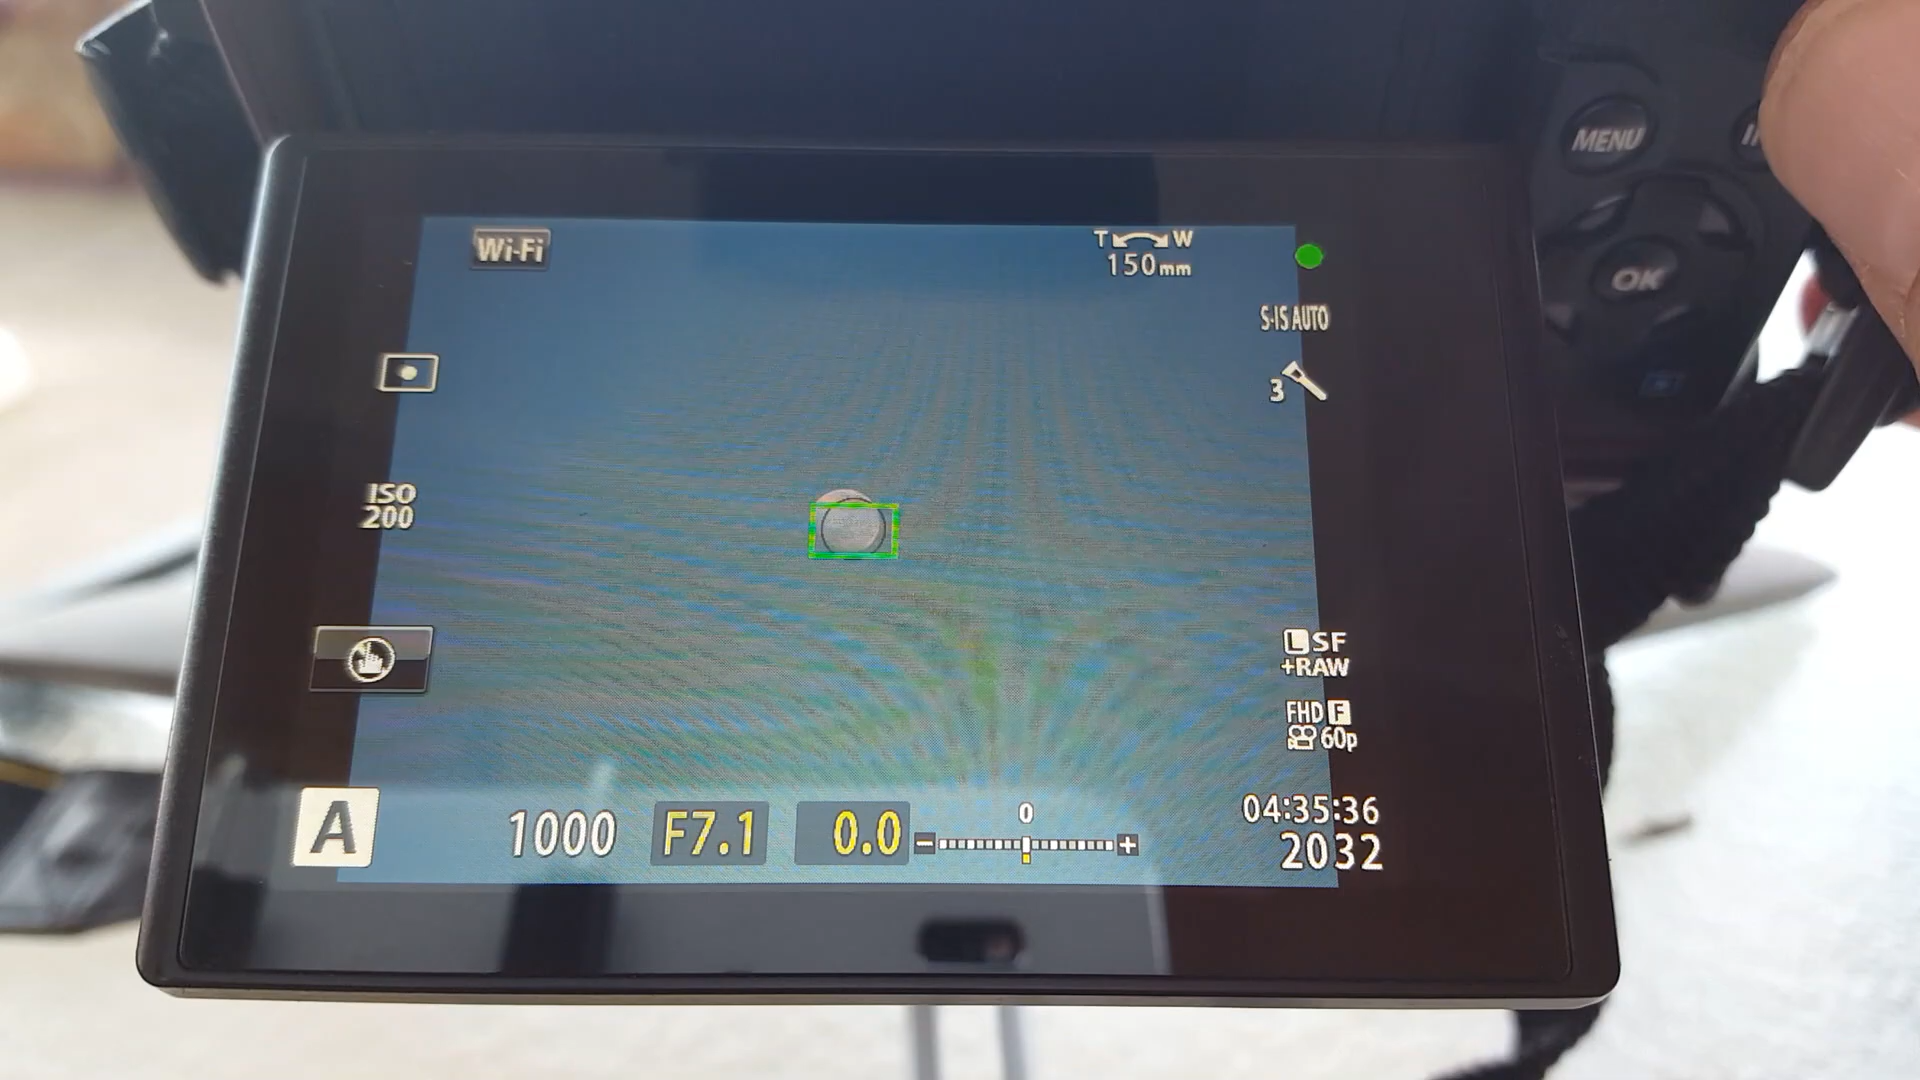 MENU
Wi-Fi
T W
150mm
OK
S-IS AUTO
3
ISO
200
L SF
+RAW
FHD F
60p
A
1000
F7.1
0.0
0
- +
04:35:36
2032